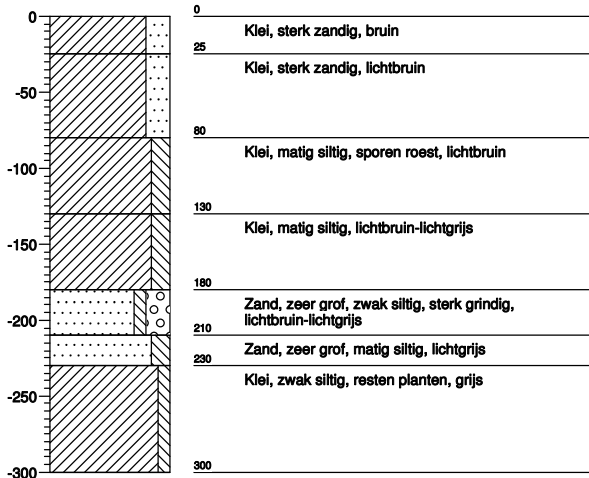 0
-50
-100
-150
-200
-250
-300
0
Klei, sterk zandig, bruin
25
Klei, sterk zandig, lichtbruin
80
Klei, matig siltig, sporen roest, lichtbruin
130
Klei, matig siltig, lichtbruin-lichtgrijs
180
Zand, zeer grof, zwak siltig, sterk grindig,
lichtbruin-lichtgrijs
210
Zand, zeer grof, matig siltig, lichtgrijs
230
Klei, zwak siltig, resten planten, grijs
300